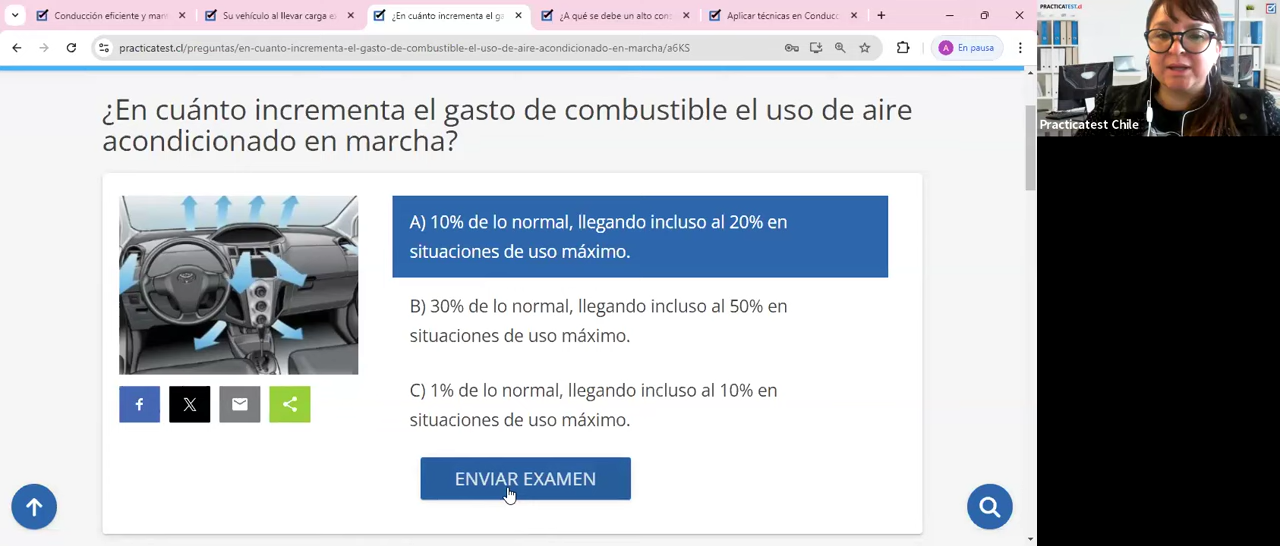 Conducción eficiente y man
Su vehículo al llevar carga e
¿En cuánto incrementa el ga
¿A qué se debe un alto con
Aplicar técnicas en Conducc
practicatest.cl/preguntas/en-cuanto-incrementa-el-gasto-de-combustible-el-uso-de-aire-acondicionado-en-marcha/a6KS
A
En pausa
PRACTICATEST.CL
Practicatest Chile
¿En cuánto incrementa el gasto de combustible el uso de aire
acondicionado en marcha?
A) 10% de lo normal, llegando incluso al 20% en
situaciones de uso máximo.
B) 30% de lo normal, llegando incluso al 50% en
situaciones de uso máximo.
C) 1% de lo normal, llegando incluso al 10% en
situaciones de uso máximo.
ENVIAR EXAMEN